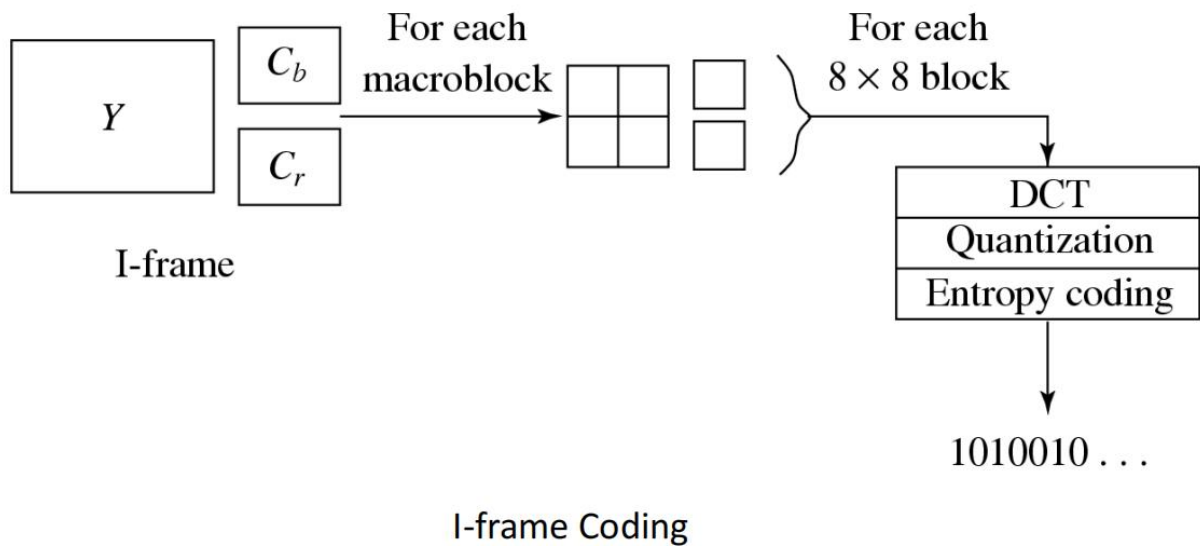 Y
C_b
C_r
I-frame
For each
macroblock
For each
8 × 8 block
DCT
Quantization
Entropy coding
1010010 . . .
I-frame Coding